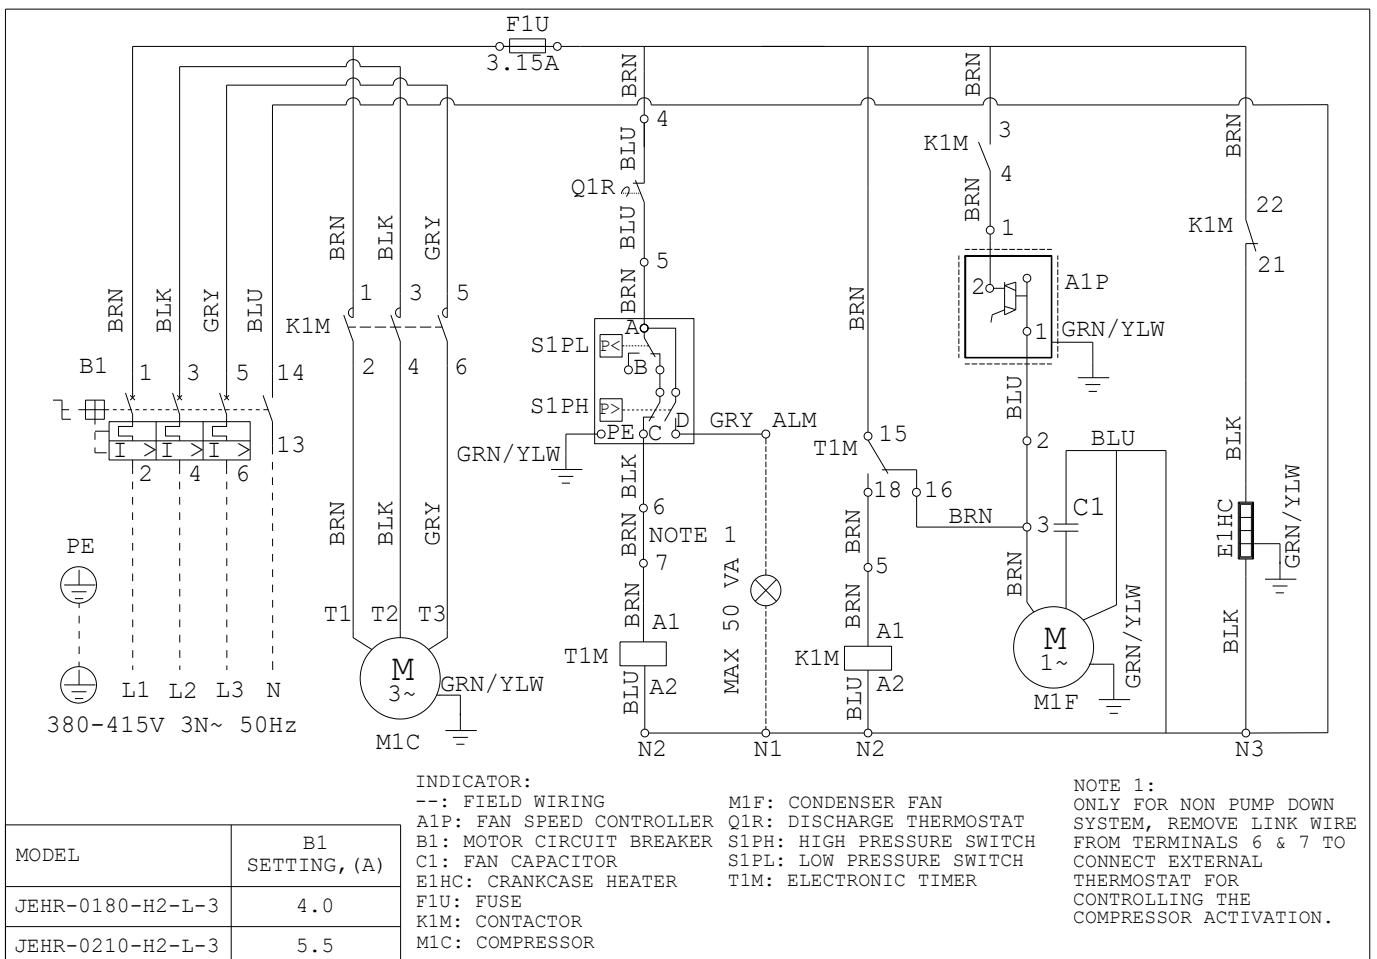 F1U
3.15A
BRN
BRN
BRN
4
BLU
K1M
3
4
Q1R
BLU
BRN
1
22
K1M
21
BRN
BLK
GRY
5
BRN
BRN
2
A1P
BRN
BLK
GRY
BLU
1
3
5
K1M
A
S1PL
P<
B
1
GRN/YLW
B1
1
3
5
14
2
4
6
BLU
S1PH
P>
D
PE
C
GRY
ALM
GRN/YLW
15
T1M
2
BLU
BLK
I >
I >
I >
13
2
4
6
BLK
18
16
BRN
BLK
GRY
6
BRN
NOTE 1
7
BRN
BRN
3
C1
E1HC
GRN/YLW
PE
MAX 50 VA
5
BRN
T1
T2
T3
BRN
A1
BRN
A1
GRN/YLW
BLK
M
3~
GRN/YLW
T1M
K1M
M
1~
L1
L2
L3
N
BLU
A2
BLU
A2
M1F
380-415V 3N~ 50Hz
M1C
N2
N1
N2
N3
INDICATOR:
--: FIELD WIRING
A1P: FAN SPEED CONTROLLER
B1: MOTOR CIRCUIT BREAKER
C1: FAN CAPACITOR
E1HC: CRANKCASE HEATER
F1U: FUSE
K1M: CONTACTOR
M1C: COMPRESSOR
M1F: CONDENSER FAN
Q1R: DISCHARGE THERMOSTAT
S1PH: HIGH PRESSURE SWITCH
S1PL: LOW PRESSURE SWITCH
T1M: ELECTRONIC TIMER
NOTE 1:
ONLY FOR NON PUMP DOWN
SYSTEM, REMOVE LINK WIRE
FROM TERMINALS 6 & 7 TO
CONNECT EXTERNAL
THERMOSTAT FOR
CONTROLLING THE
COMPRESSOR ACTIVATION.
MODEL
B1
SETTING,(A)
JEHR-0180-H2-L-3
4.0
JEHR-0210-H2-L-3
5.5